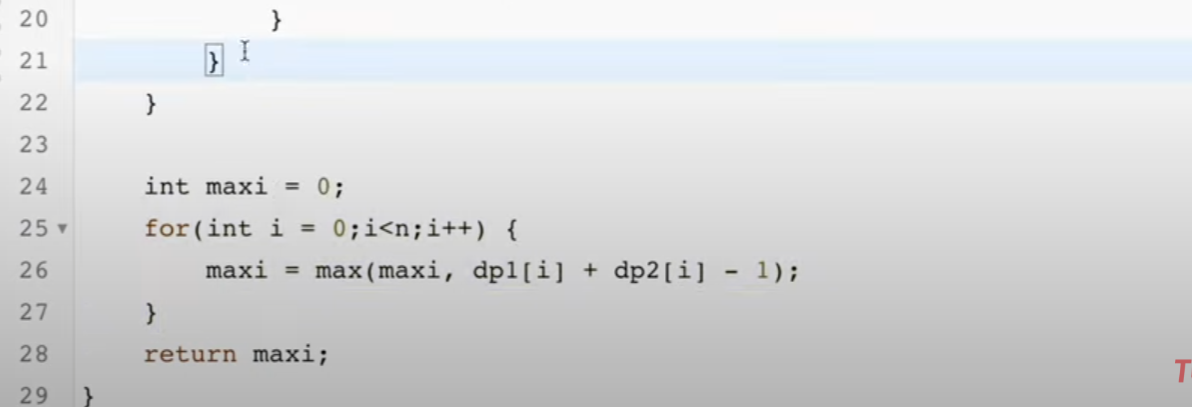 20 }
21 }
22 }
23
24 int maxi = 0;
25 for(int i = 0;i<n;i++) {
26 maxi = max(maxi, dp1[i] + dp2[i] - 1);
27 }
28 return maxi;
29 }
T